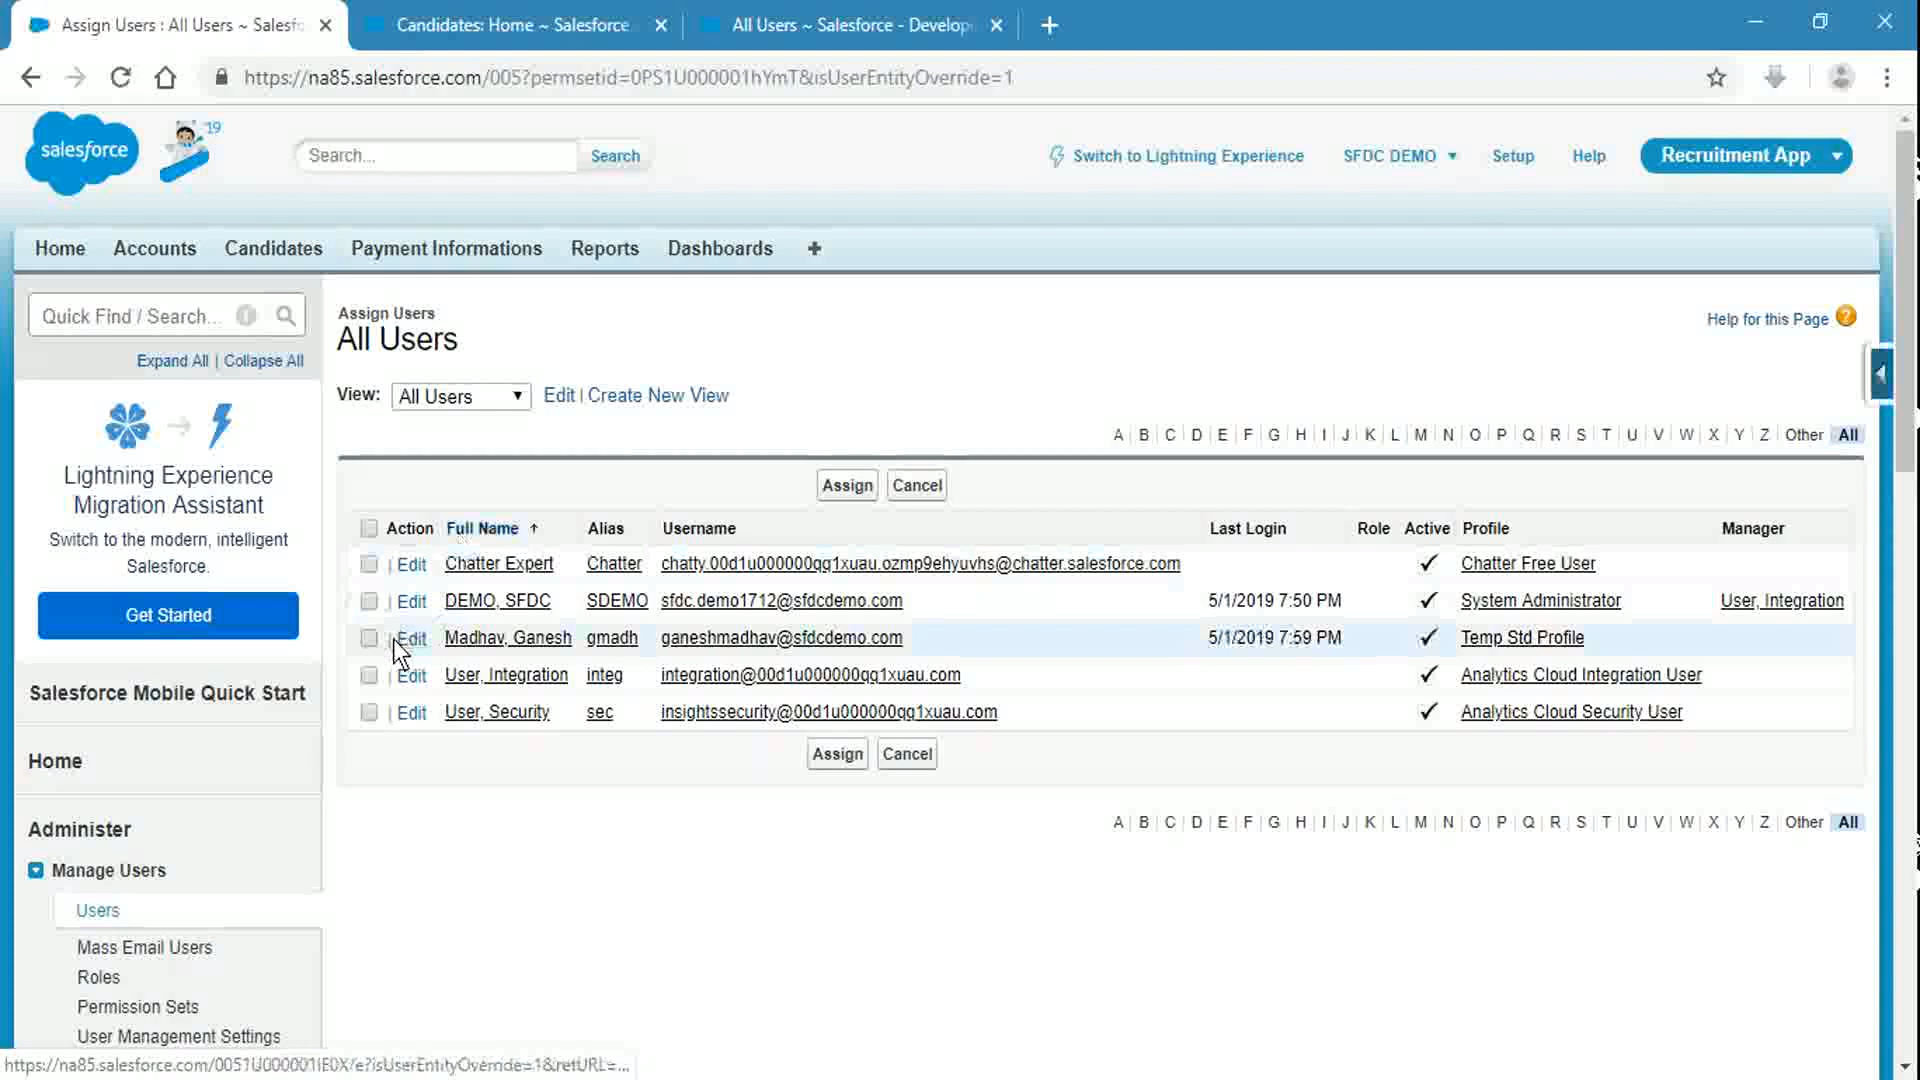 Assign Users : All Users ~ Salesfo
Candidates: Home ~ Salesforce
All Users ~ Salesforce - Develop
https://na85.salesforce.com/005?permsetid=0PS1U000001hYmT&isUserEntityOverride=1
salesforce
'19
Search...
Search
Switch to Lightning Experience
SFDC DEMO
Setup
Help
Recruitment App
Home
Accounts
Candidates
Payment Informations
Reports
Dashboards
Quick Find / Search...
Expand All | Collapse All
Lightning Experience
Migration Assistant
Switch to the modern, intelligent
Salesforce.
Get Started
Salesforce Mobile Quick Start
Home
Administer
Manage Users
Users
Mass Email Users
Roles
Permission Sets
User Management Settings
Assign Users
All Users
Help for this Page
View: All Users Edit | Create New View
A | B | C | D | E | F | G | H | I | J | K | L | M | N | O | P | Q | R | S | T | U | V | W | X | Y | Z | Other All
Assign Cancel
Action Full Name Alias Username Last Login Role Active Profile Manager
| Edit Chatter Expert Chatter chatty.00d1u000000qq1xuau.ozmp9ehyuvhs@chatter.salesforce.com Chatter Free User
| Edit DEMO, SFDC SDEMO sfdc.demo1712@sfdcdemo.com 5/1/2019 7:50 PM System Administrator User, Integration
| Edit Madhav, Ganesh gmadh ganeshmadhav@sfdcdemo.com 5/1/2019 7:59 PM Temp Std Profile
| Edit User, Integration integ integration@00d1u000000qq1xuau.com Analytics Cloud Integration User
| Edit User, Security sec insightssecurity@00d1u000000qq1xuau.com Analytics Cloud Security User
Assign Cancel
A | B | C | D | E | F | G | H | I | J | K | L | M | N | O | P | Q | R | S | T | U | V | W | X | Y | Z | Other All
https://na85.salesforce.com/0051U000001IE0X/e?isUserEntityOverride=1&retURL=...